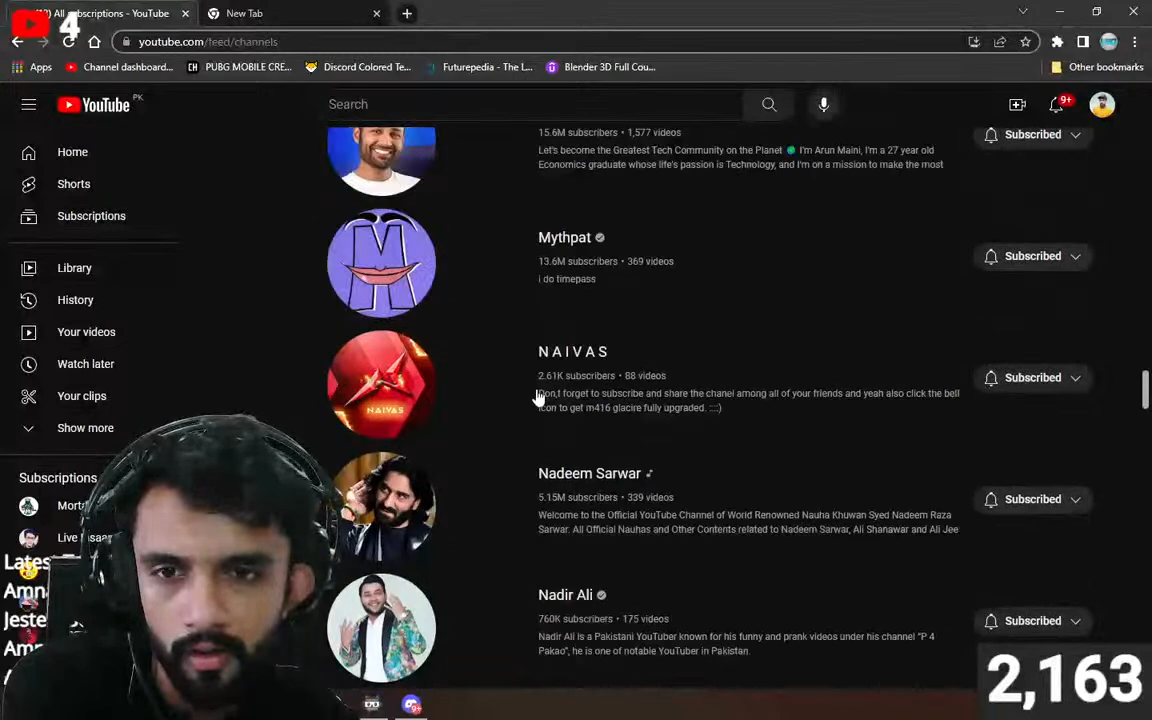 (12) All subscriptions - YouTube
New Tab
4
youtube.com/feed/channels
Apps
Channel dashboard...
PUBG MOBILE CRE...
Discord Colored Te...
Futurepedia - The L...
Blender 3D Full Cou...
Other bookmarks
YouTube PK
Search
9+
Home
Shorts
Subscriptions
Library
History
Your videos
Watch later
Your clips
Show more
Subscriptions
Live
Lates
Amna
Jeste
15.6M subscribers • 1,577 videos
Let's become the Greatest Tech Community on the Planet I'm Arun Maini, I'm a 27 year old
Economics graduate whose life's passion is Technology, and I'm on a mission to make the most
Subscribed
Mythpat
13.6M subscribers • 369 videos
i do timepass
Subscribed
N A I V A S
2.61K subscribers • 88 videos
Don,t forget to subscribe and share the chanel among all of your friends and yeah also click the bell
icon to get m416 glacire fully upgraded. :::)
Subscribed
NAIVAS
Nadeem Sarwar
5.15M subscribers • 339 videos
Welcome to the Official YouTube Channel of World Renowned Nauha Khuwan Syed Nadeem Raza
Sarwar. All Official Nauhas and Other Contents related to Nadeem Sarwar, Ali Shanawar and Ali Jee
Subscribed
Nadir Ali
760K subscribers • 175 videos
Nadir Ali Is a Pakistani YouTuber known for his funny and prank videos under his channel "P 4
Pakao", he is one of notable YouTuber in Pakistan.
Subscribed
2,163
9+